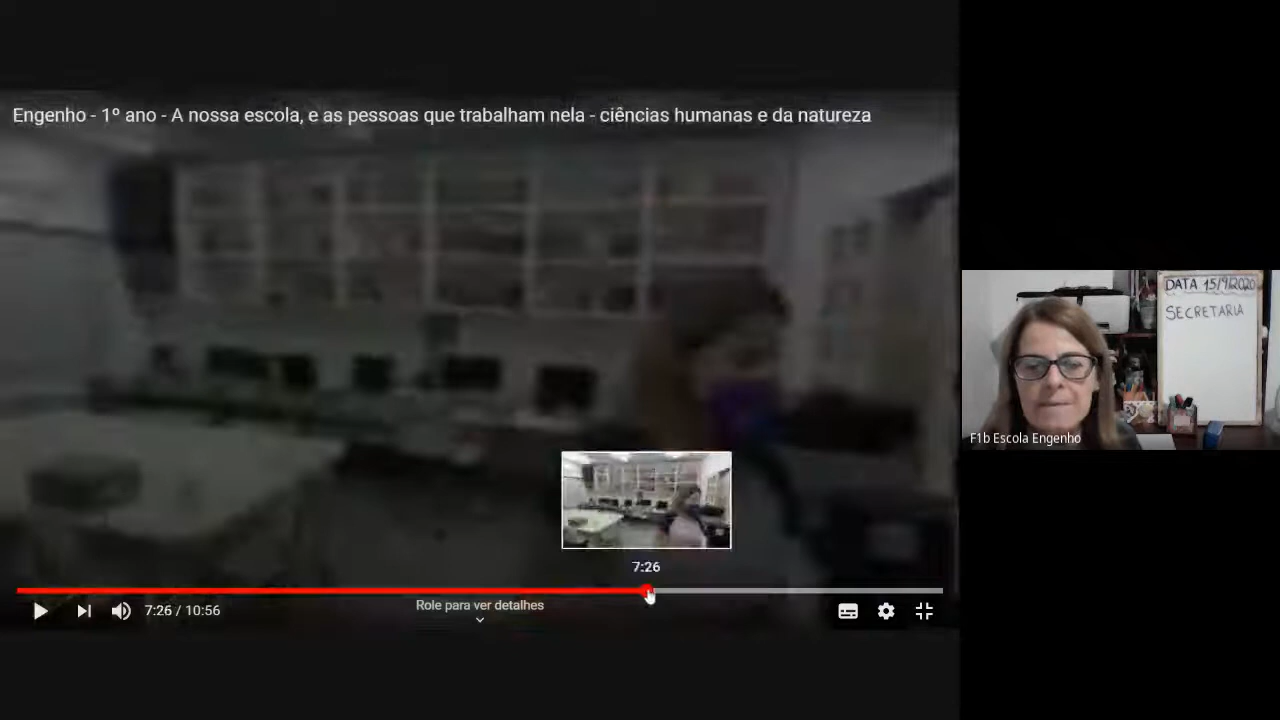 Engenho - 1º ano - A nossa escola, e as pessoas que trabalham nela - ciências humanas e da natureza
DATA 15/9/2020
SECRETARIA
F1b Escola Engenho
7:26
7:26 / 10:56
Role para ver detalhes